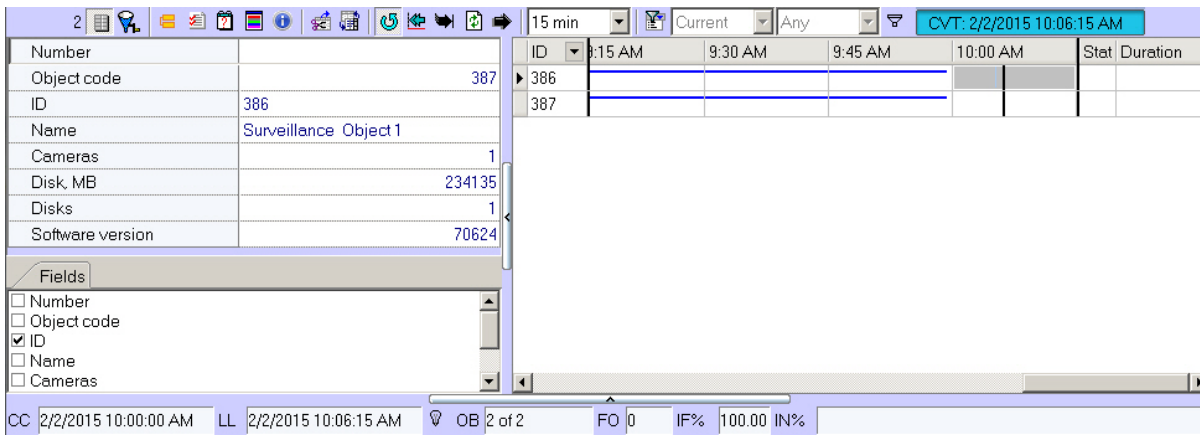 2 15 min Current Any CVT: 2/2/2015 10:06:15 AM
Number
Object code 387
ID 386
Name Surveillance Object 1
Cameras 1
Disk, MB 234135
Disks 1
Software version 70624
Fields
Number
Object code
ID
Name
Cameras
ID 9:15 AM 9:30 AM 9:45 AM 10:00 AM Stat Duration
386
387
CC 2/2/2015 10:00:00 AM LL 2/2/2015 10:06:15 AM OB 2 of 2 FO 0 IF% 100.00 IN%